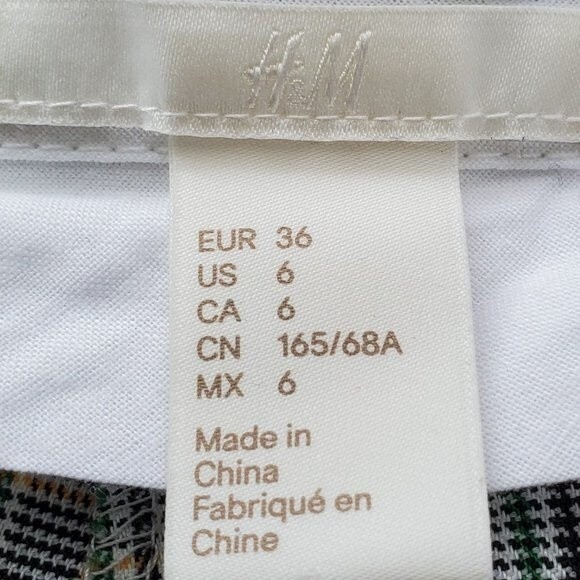 H&M
EUR 36
US 6
CA 6
CN 165/68A
MX 6
Made in
China
Fabriqué en
Chine